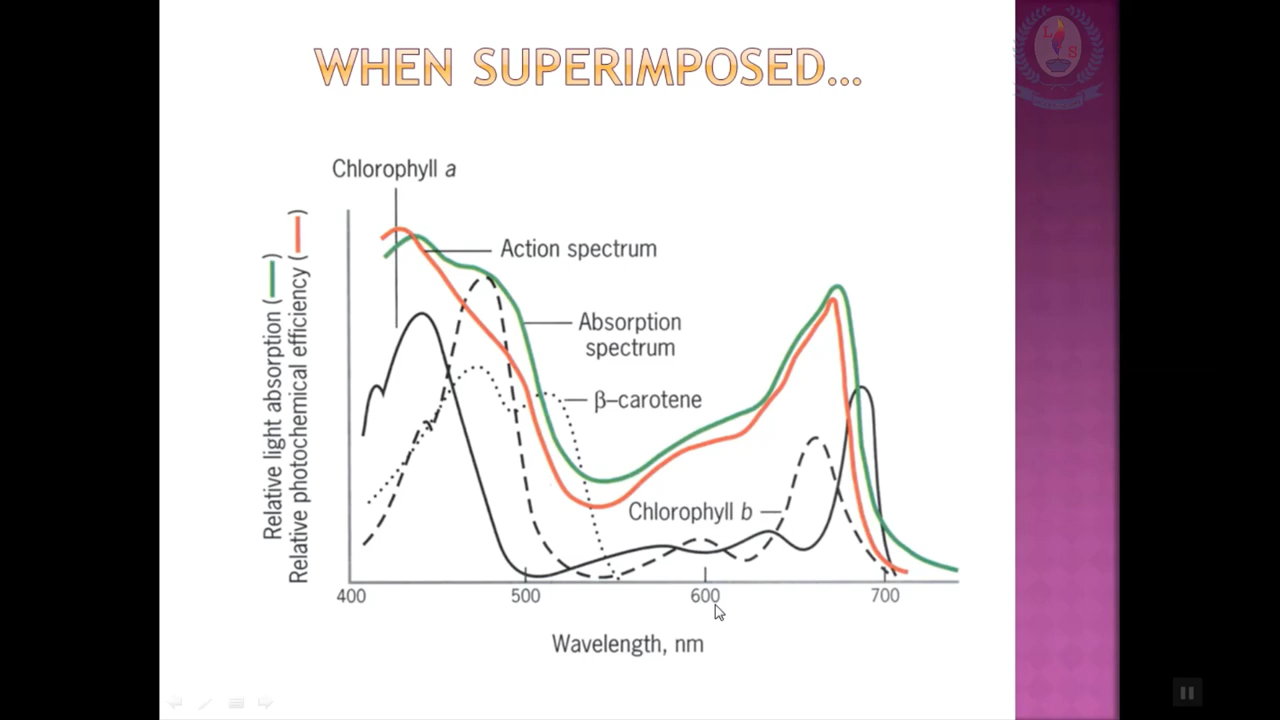 WHEN SUPERIMPOSED...
L
S
Chlorophyll a
Action spectrum
Absorption
spectrum
β–carotene
Chlorophyll b
Relative light absorption (—)
Relative photochemical efficiency (—)
400 500 600 700
Wavelength, nm